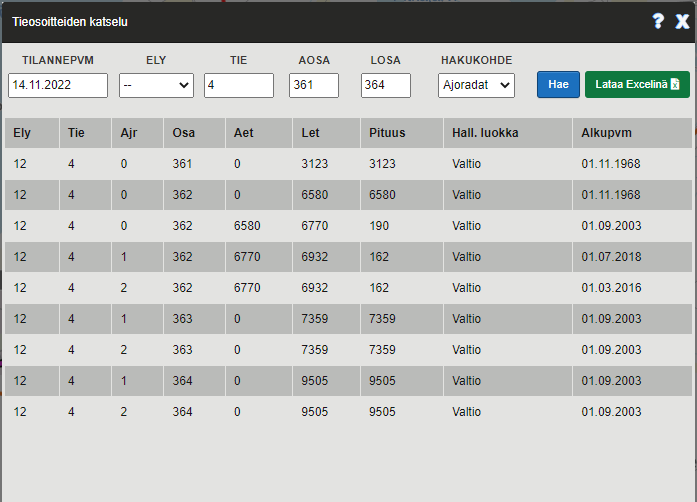 Tieosoitteiden katselu ? X
TILANNEPVM ELY TIE AOSA LOSA HAKUKOHDE
14.11.2022 -- 4 361 364 Ajoradat Hae Lataa Excelinä
Ely Tie Ajr Osa Aet Let Pituus Hall. luokka Alkupvm
12 4 0 361 0 3123 3123 Valtio 01.11.1968
12 4 0 362 0 6580 6580 Valtio 01.11.1968
12 4 0 362 6580 6770 190 Valtio 01.09.2003
12 4 1 362 6770 6932 162 Valtio 01.07.2018
12 4 2 362 6770 6932 162 Valtio 01.03.2016
12 4 1 363 0 7359 7359 Valtio 01.09.2003
12 4 2 363 0 7359 7359 Valtio 01.09.2003
12 4 1 364 0 9505 9505 Valtio 01.09.2003
12 4 2 364 0 9505 9505 Valtio 01.09.2003